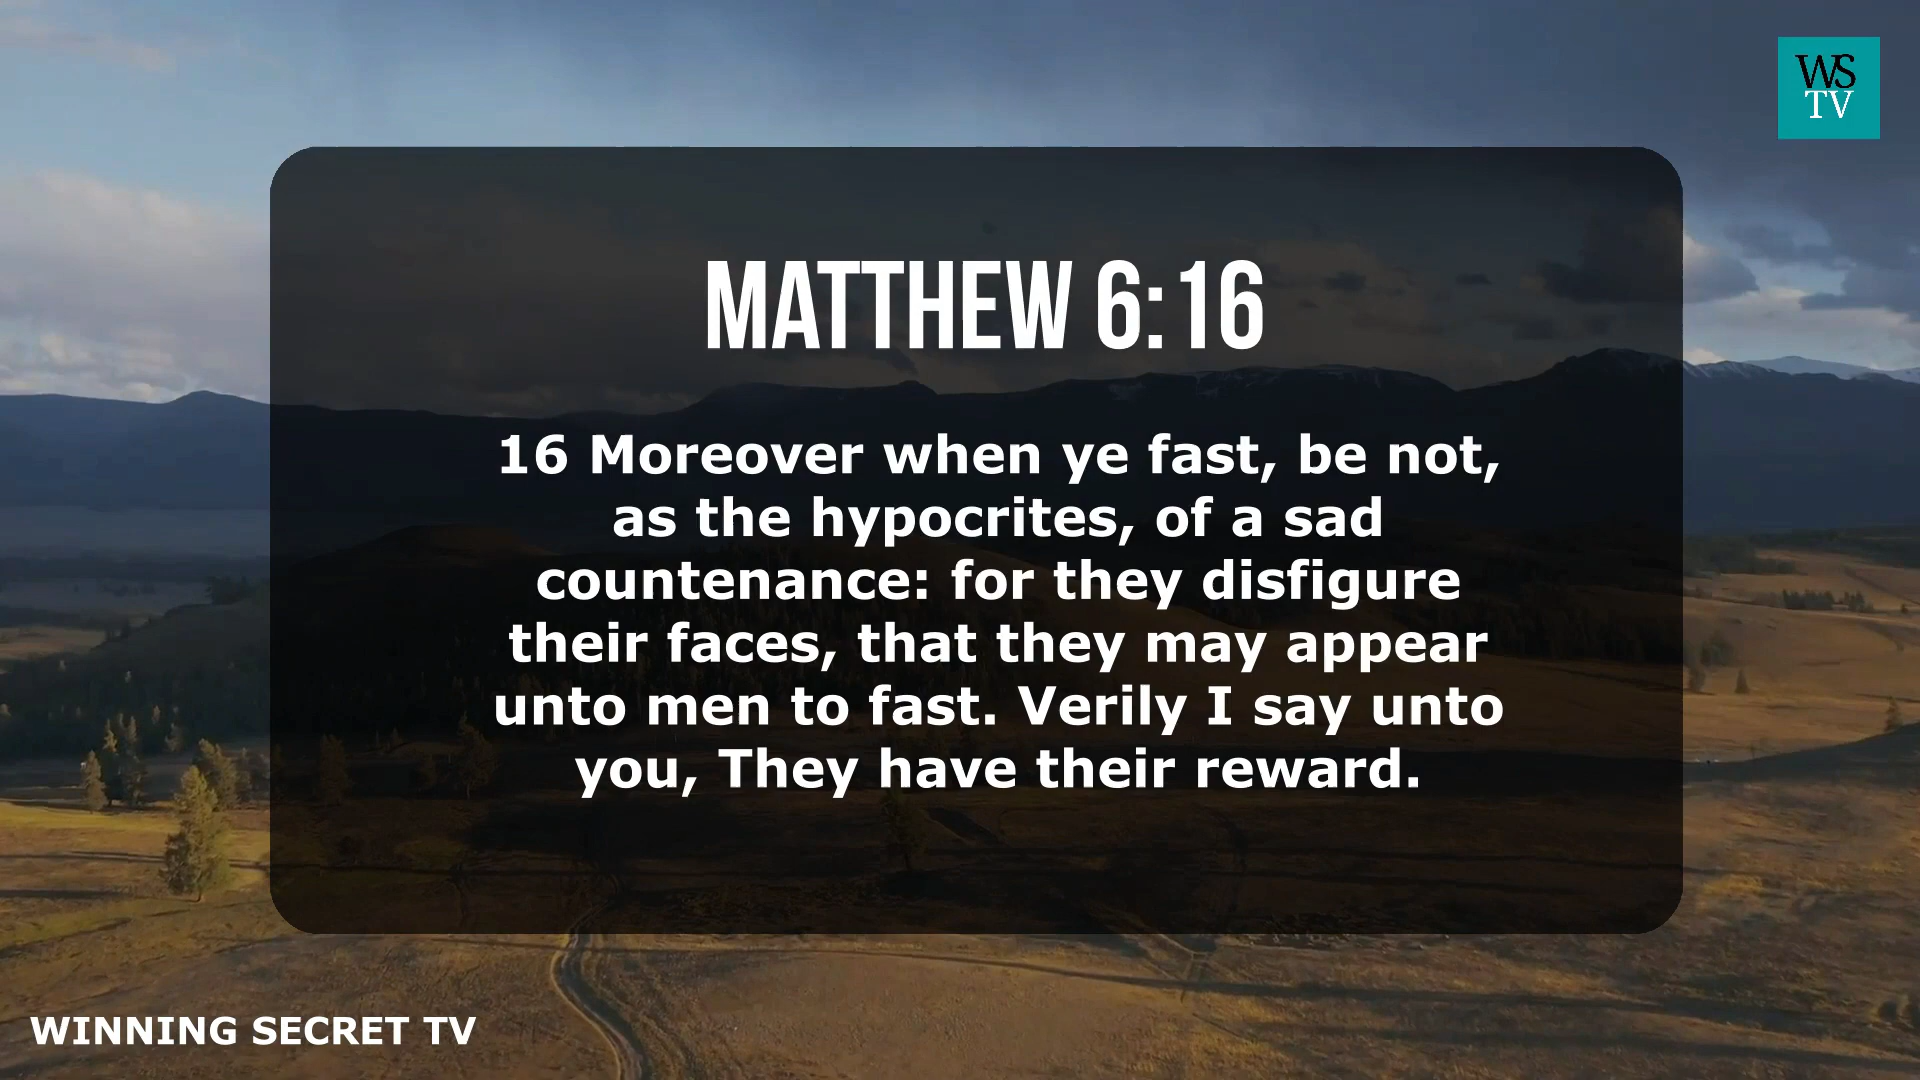 WS
TV
MATTHEW 6:16
16 Moreover when ye fast, be not,
as the hypocrites, of a sad
countenance: for they disfigure
their faces, that they may appear
unto men to fast. Verily I say unto
you, They have their reward.
WINNING SECRET TV